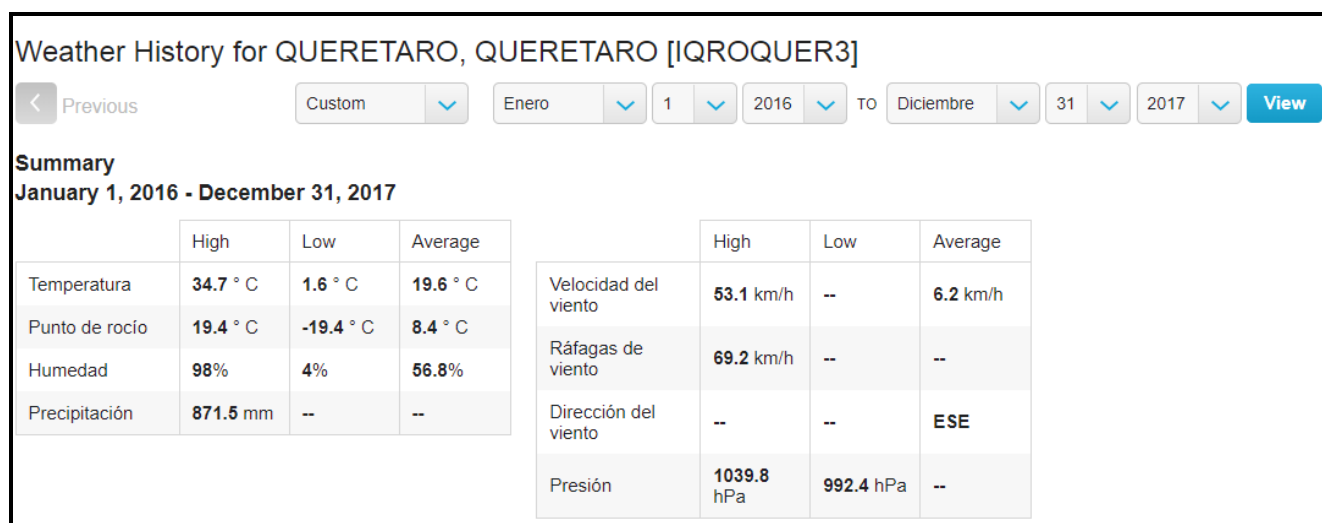 Weather History for QUERETARO, QUERETARO [IQROQUER3]
Previous Custom Enero 1 2016 TO Diciembre 31 2017 View
Summary
January 1, 2016 - December 31, 2017
High Low Average
Temperatura 34.7 ° C 1.6 ° C 19.6 ° C
Punto de rocío 19.4 ° C -19.4 ° C 8.4 ° C
Humedad 98% 4% 56.8%
Precipitación 871.5 mm -- --
High Low Average
Velocidad del
viento 53.1 km/h -- 6.2 km/h
Ráfagas de
viento 69.2 km/h -- --
Dirección del
viento -- -- ESE
Presión 1039.8
hPa 992.4 hPa --